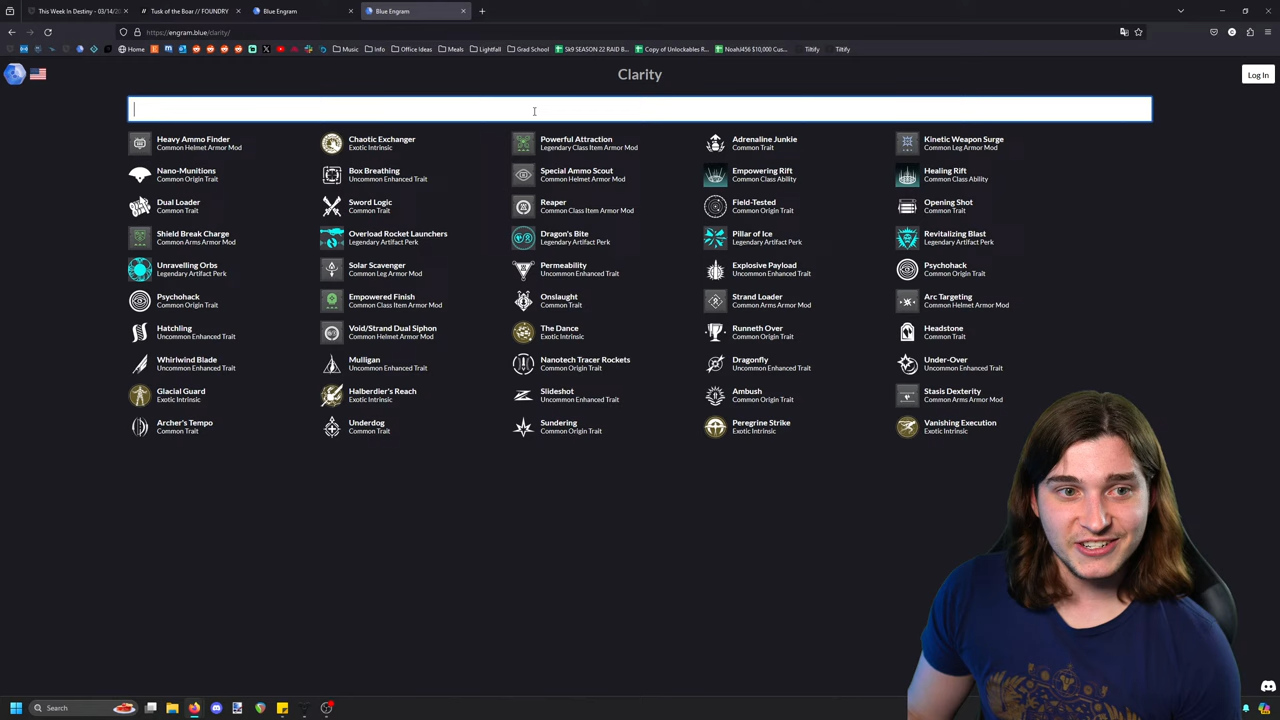 This Week In Destiny - 03/14/20
Tusk of the Boar // FOUNDRY
Blue Engram
Blue Engram
https://engram.blue/clarity/
Home
Music
Info
Office Ideas
Meals
Lightfall
Grad School
Sk9 SEASON 22 RAID B...
Copy of Unlockables R...
NoahJ456 $10,000 Cus...
Tiltify
Tiltify
Clarity
Log In
Heavy Ammo Finder
Common Helmet Armor Mod
Chaotic Exchanger
Exotic Intrinsic
Powerful Attraction
Legendary Class Item Armor Mod
Adrenaline Junkie
Common Trait
Kinetic Weapon Surge
Common Leg Armor Mod
Nano-Munitions
Common Origin Trait
Box Breathing
Uncommon Enhanced Trait
Special Ammo Scout
Common Helmet Armor Mod
Empowering Rift
Common Class Ability
Healing Rift
Common Class Ability
Dual Loader
Common Trait
Sword Logic
Common Trait
Reaper
Common Class Item Armor Mod
Field-Tested
Common Origin Trait
Opening Shot
Common Trait
Shield Break Charge
Common Arms Armor Mod
Overload Rocket Launchers
Legendary Artifact Perk
Dragon's Bite
Legendary Artifact Perk
Pillar of Ice
Legendary Artifact Perk
Revitalizing Blast
Legendary Artifact Perk
Unravelling Orbs
Legendary Artifact Perk
Solar Scavenger
Common Leg Armor Mod
Permeability
Uncommon Enhanced Trait
Explosive Payload
Uncommon Enhanced Trait
Psychohack
Common Origin Trait
Psychohack
Common Origin Trait
Empowered Finish
Common Class Item Armor Mod
Onslaught
Common Trait
Strand Loader
Common Arms Armor Mod
Arc Targeting
Common Helmet Armor Mod
Hatchling
Uncommon Enhanced Trait
Void/Strand Dual Siphon
Common Helmet Armor Mod
The Dance
Exotic Intrinsic
Runneth Over
Common Origin Trait
Headstone
Common Trait
Whirlwind Blade
Uncommon Enhanced Trait
Mulligan
Uncommon Enhanced Trait
Nanotech Tracer Rockets
Common Origin Trait
Dragonfly
Uncommon Enhanced Trait
Under-Over
Uncommon Enhanced Trait
Glacial Guard
Exotic Intrinsic
Halberdier's Reach
Exotic Intrinsic
Slideshot
Uncommon Enhanced Trait
Ambush
Common Origin Trait
Stasis Dexterity
Common Arms Armor Mod
Archer's Tempo
Common Trait
Underdog
Common Trait
Sundering
Common Origin Trait
Peregrine Strike
Exotic Intrinsic
Vanishing Execution
Exotic Intrinsic
Search